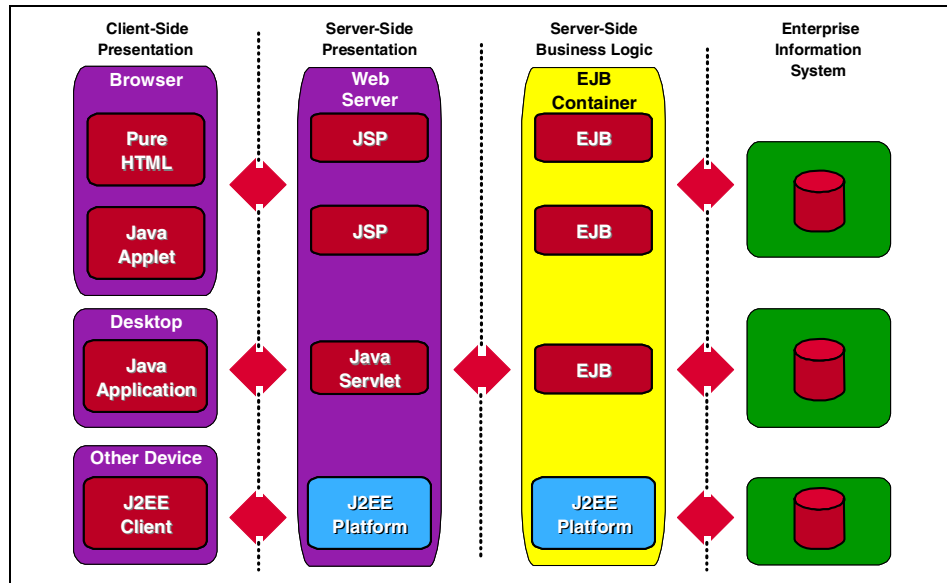 Client-Side
Presentation
Server-Side
Presentation
Server-Side
Business Logic
Enterprise
Information
System
Browser
Pure
HTML
Java
Applet
Desktop
Java
Application
Other Device
J2EE
Client
Web
Server
JSP
JSP
Java
Servlet
J2EE
Platform
EJB
Container
EJB
EJB
EJB
J2EE
Platform